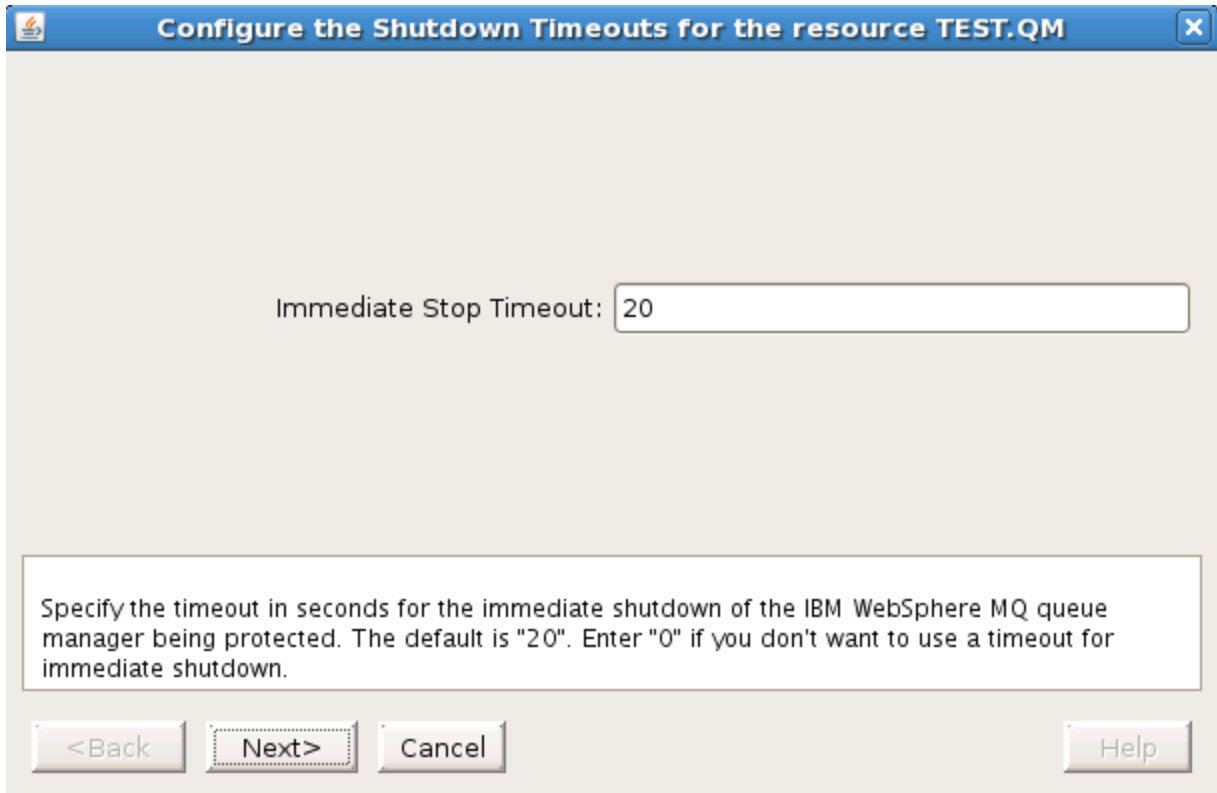 Configure the Shutdown Timeouts for the resource TEST.QM
Immediate Stop Timeout: 20
Specify the timeout in seconds for the immediate shutdown of the IBM WebSphere MQ queue
manager being protected. The default is "20". Enter "0" if you don't want to use a timeout for
immediate shutdown.
<Back Next> Cancel Help